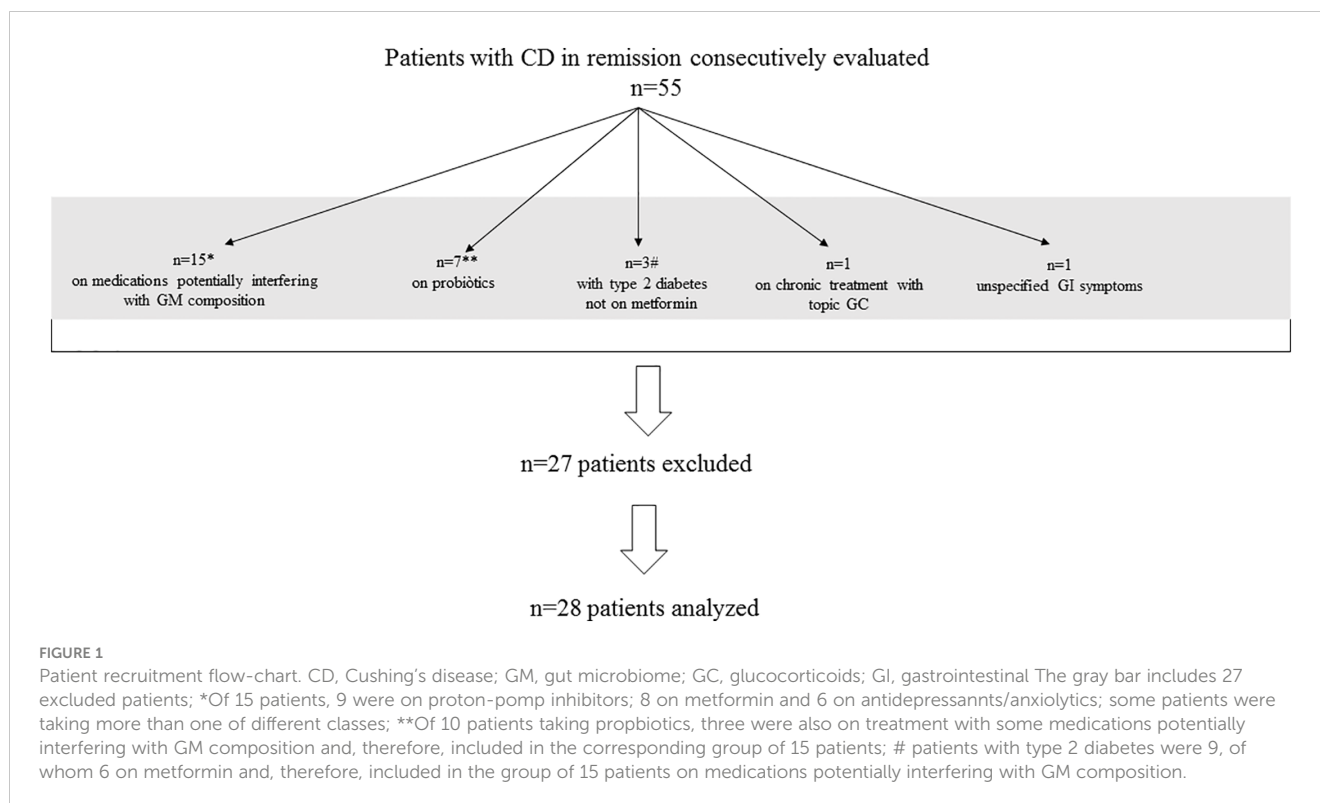 Patients with CD in remission consecutively evaluated
n=55
n=15*
on medications potentially interfering
with GM composition
n=7**
on probiòtics
n=3#
with type 2 diabetes
not on metformin
n=1
on chronic treatment with
topic GC
n=1
unspecified GI symptoms
n=27 patients excluded
n=28 patients analyzed
FIGURE 1
Patient recruitment flow-chart. CD, Cushing’s disease; GM, gut microbiome; GC, glucocorticoids; GI, gastrointestinal The gray bar includes 27
excluded patients; *Of 15 patients, 9 were on proton-pomp inhibitors; 8 on metformin and 6 on antidepressannts/anxiolytics; some patients were
taking more than one of different classes; **Of 10 patients taking propbiotics, three were also on treatment with some medications potentially
interfering with GM composition and, therefore, included in the corresponding group of 15 patients; # patients with type 2 diabetes were 9, of
whom 6 on metformin and, therefore, included in the group of 15 patients on medications potentially interfering with GM composition.